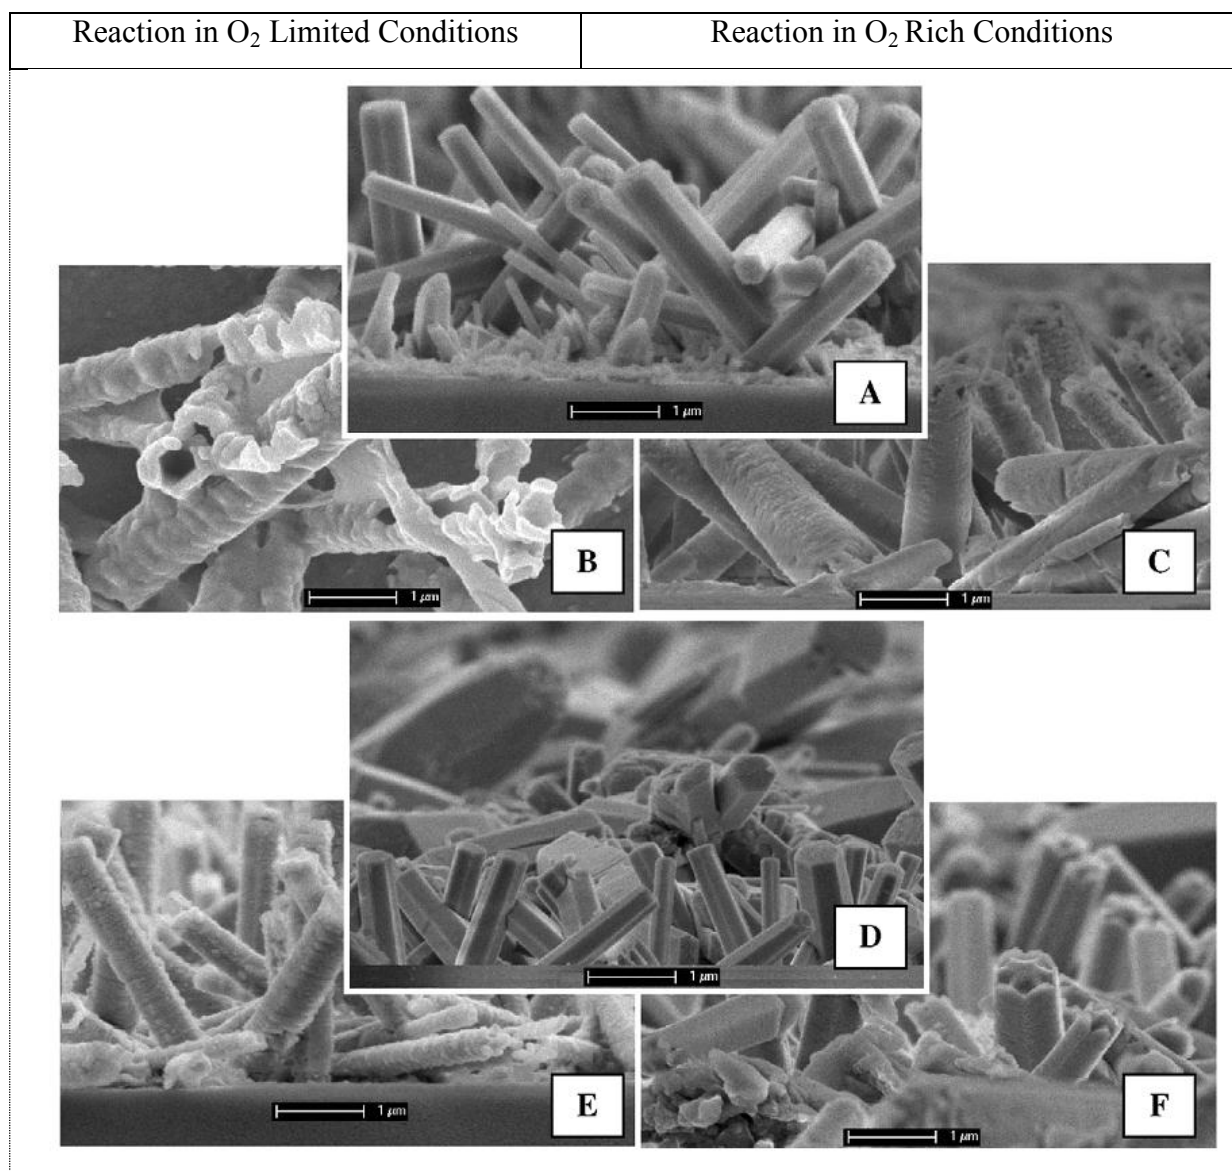 Reaction in O₂ Limited Conditions
Reaction in O₂ Rich Conditions
1 μm
A
1 μm
B
1 μm
C
1 μm
D
1 μm
E
1 μm
F